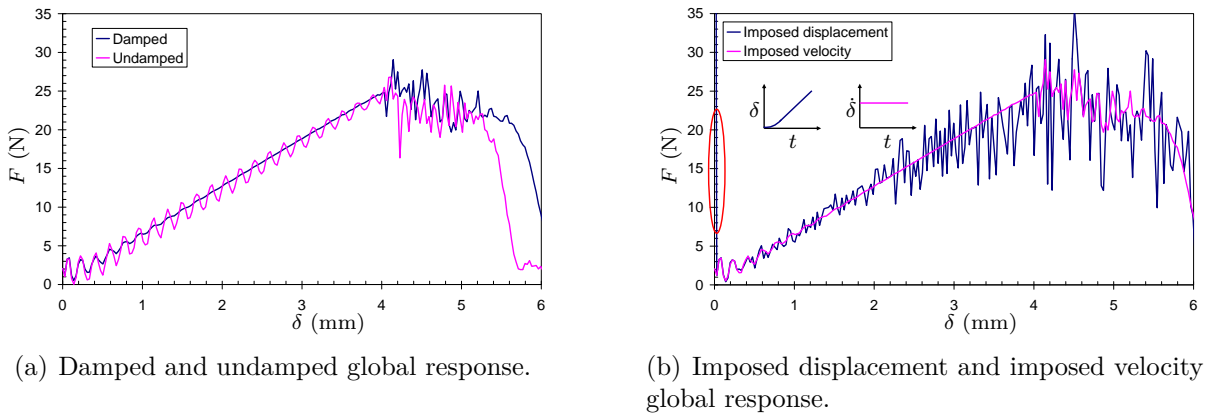 35
30
25
20
15
10
5
0
F (N)
Damped
Undamped
0 1 2 3 4 5 6
δ (mm)
(a) Damped and undamped global response.
35
30
25
20
15
10
5
0
F (N)
Imposed displacement
Imposed velocity
δ
t
δ̇
t
0 1 2 3 4 5 6
δ (mm)
(b) Imposed displacement and imposed velocity
global response.